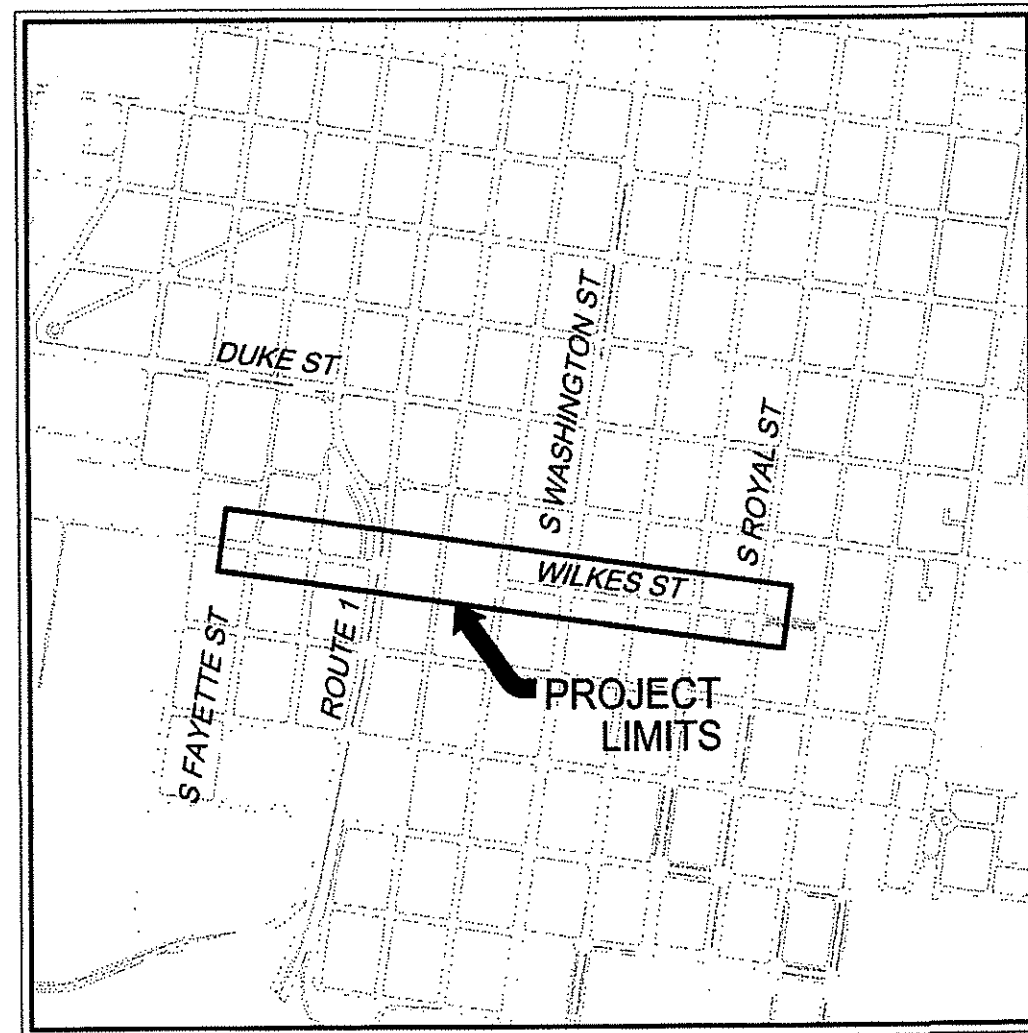 DUKE ST
S WASHINGTON ST
S ROYAL ST
WILKES ST
S FAYETTE ST
ROUTE 1
PROJECT
LIMITS